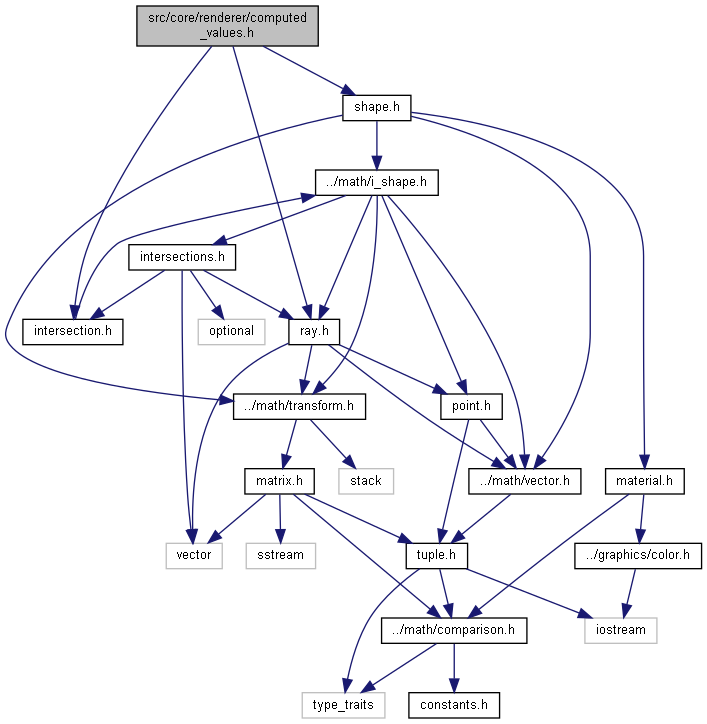 src/core/renderer/computed
_values.h
shape.h
../math/i_shape.h
intersections.h
intersection.h
optional
ray.h
../math/transform.h
point.h
matrix.h
stack
../math/vector.h
material.h
vector
sstream
tuple.h
../graphics/color.h
../math/comparison.h
iostream
type_traits
constants.h